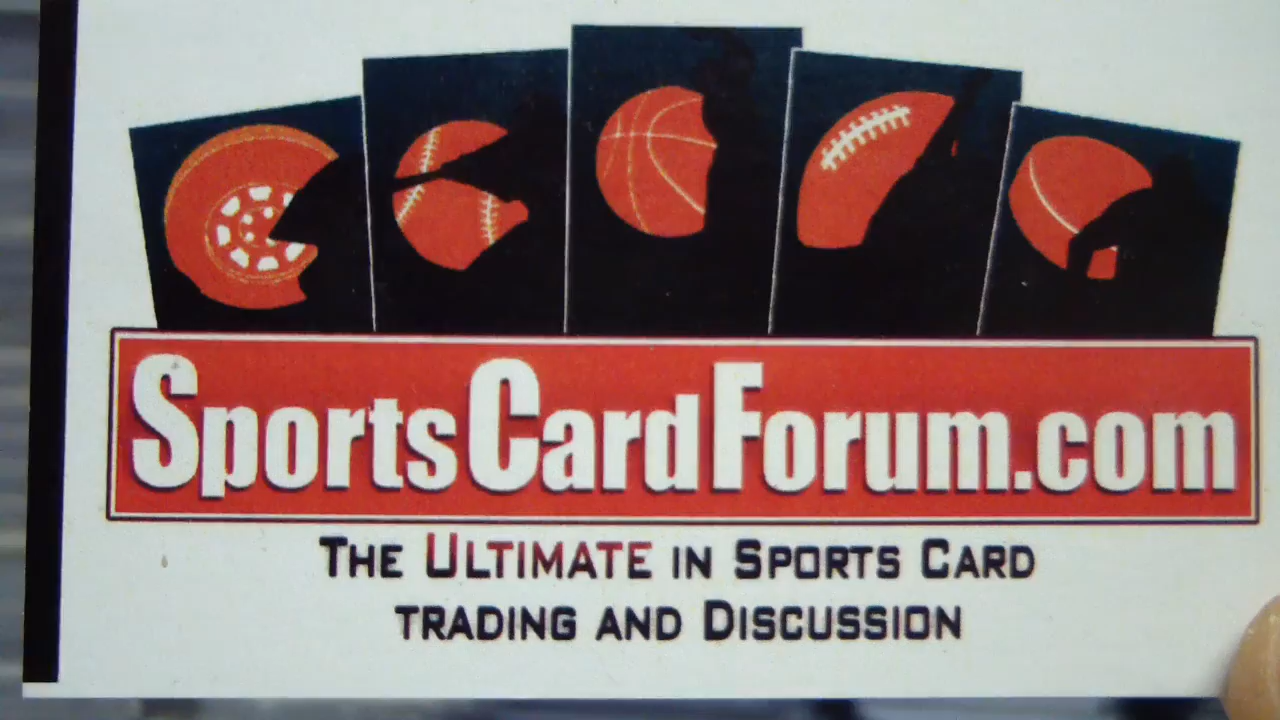 SportsCardForum.com
The Ultimate in Sports Card
trading and Discussion